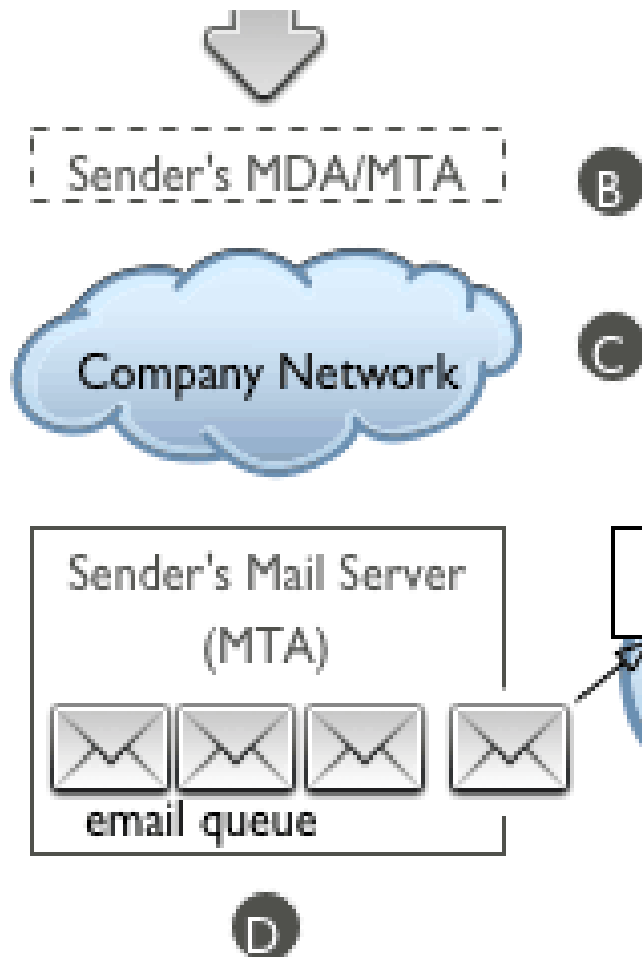 Sender's MDA/MTA
B
Company Network
C
Sender's Mail Server
(MTA)
email queue
D